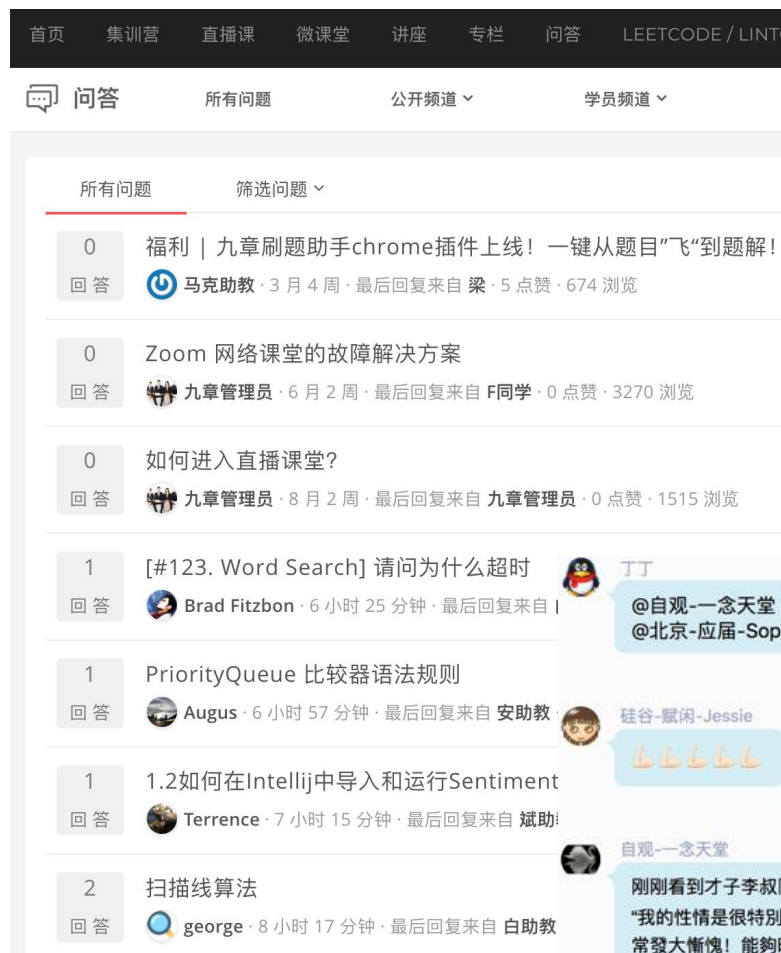 首页 集训营 直播课 微课堂 讲座 专栏 问答 LEETCODE / LINT
问答 所有问题 公开频道 学员频道
所有问题 筛选问题
0 福利 | 九章刷题助手chrome插件上线！一键从题目”飞“到题解！
回答 马克助教 · 3 月 4 周 · 最后回复来自 梁 · 5 点赞 · 674 浏览
0 Zoom 网络课堂的故障解决方案
回答 九章管理员 · 6 月 2 周 · 最后回复来自 F同学 · 0 点赞 · 3270 浏览
0 如何进入直播课堂?
回答 九章管理员 · 8 月 2 周 · 最后回复来自 九章管理员 · 0 点赞 · 1515 浏览
1 [#123. Word Search] 请问为什么超时
回答 Brad Fitzbon · 6 小时 25 分钟 · 最后回复来自
丁丁
@自观-一念天堂
@北京-应届-Sop
1 PriorityQueue 比较器语法规则
回答 Augus · 6 小时 57 分钟 · 最后回复来自 安助教
硅谷-赋闲-Jessie
1 1.2如何在Intellij中导入和运行Sentiment
回答 Terrence · 7 小时 15 分钟 · 最后回复来自 斌助
自观-一念天堂
2 扫描线算法
回答 george · 8 小时 17 分钟 · 最后回复来自 白助教
刚刚看到才子李叔
“我的性情是很特别
常發大慚愧！能夠